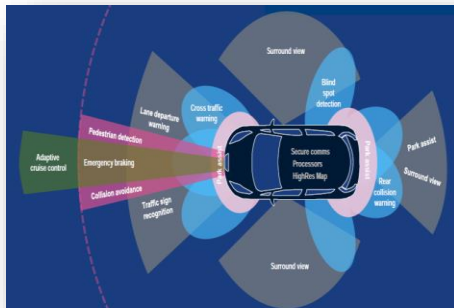 Surround view
Blind
spot
detection
Cross traffic
warning
Lane departure
warning
Pedestrian detection
Adaptive
cruise control
Emergency braking
Collision avoidance
Traffic sign
recognition
Park assist
Secure comms
Processors
HighRes Map
Park assist
Park assist
Surround view
Rear
collision
warning
Surround view